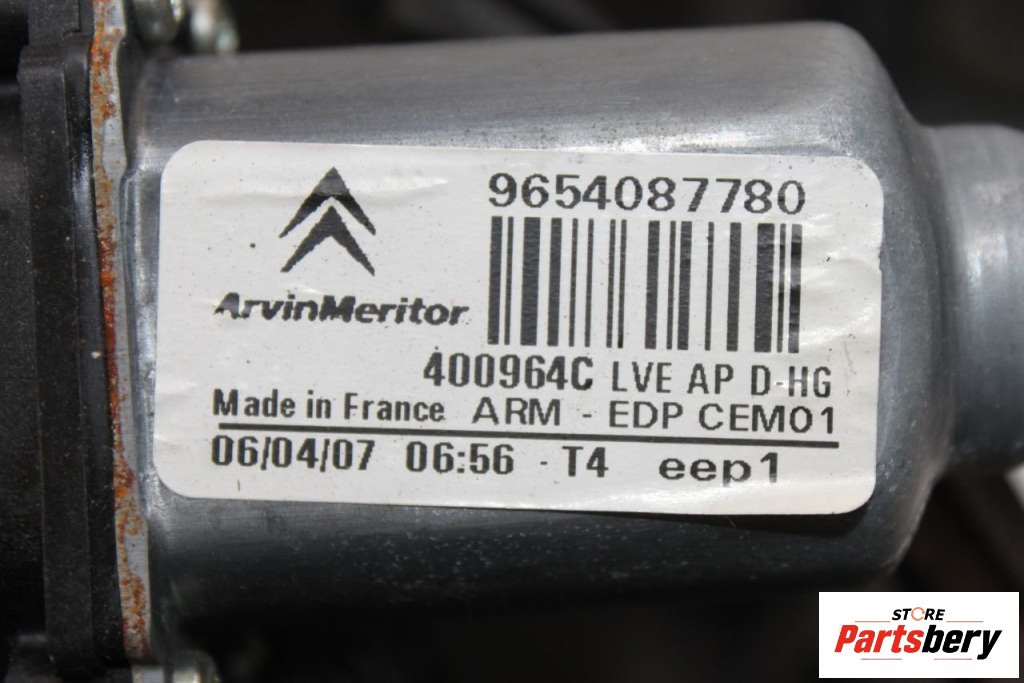 9654087780
ArvinMeritor
400964C LVE AP D-HG
Made in France ARM - EDP CEM01
06/04/07 06:56 - T4 eep1
STORE
Partsbery